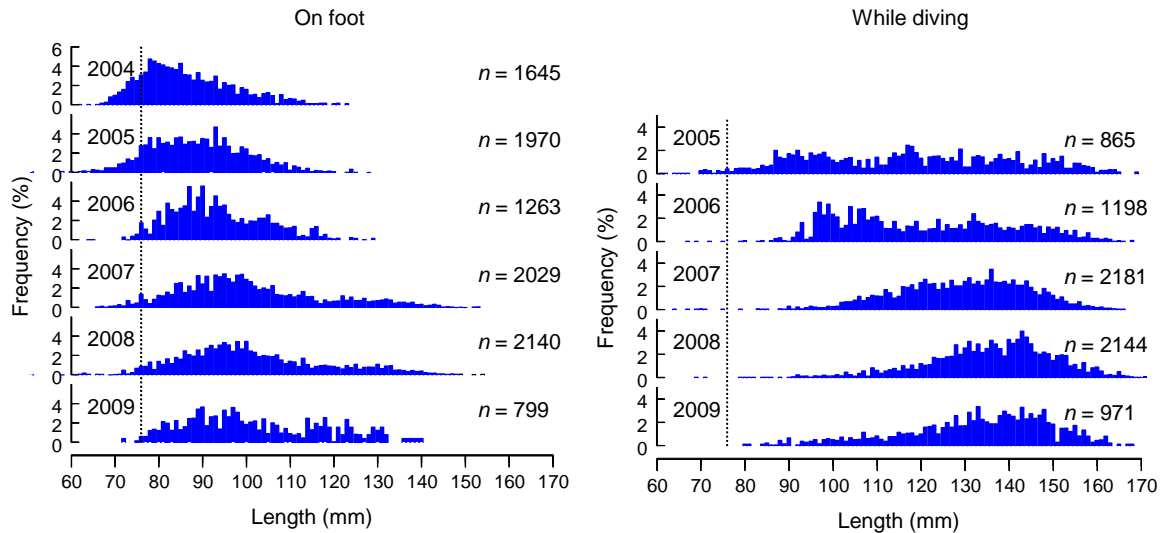 On foot
While diving
Frequency (%)
6
4
2
0
2004
n = 1645
4
2
0
2005
n = 1970
4
2
0
2006
n = 1263
4
2
0
2007
n = 2029
4
2
0
2008
n = 2140
4
2
0
2009
n = 799
60 70 80 90 100 110 120 130 140 150 160 170
Length (mm)
Frequency (%)
4
2
0
2005
n = 865
4
2
0
2006
n = 1198
4
2
0
2007
n = 2181
4
2
0
2008
n = 2144
4
2
0
2009
n = 971
60 70 80 90 100 110 120 130 140 150 160 170
Length (mm)